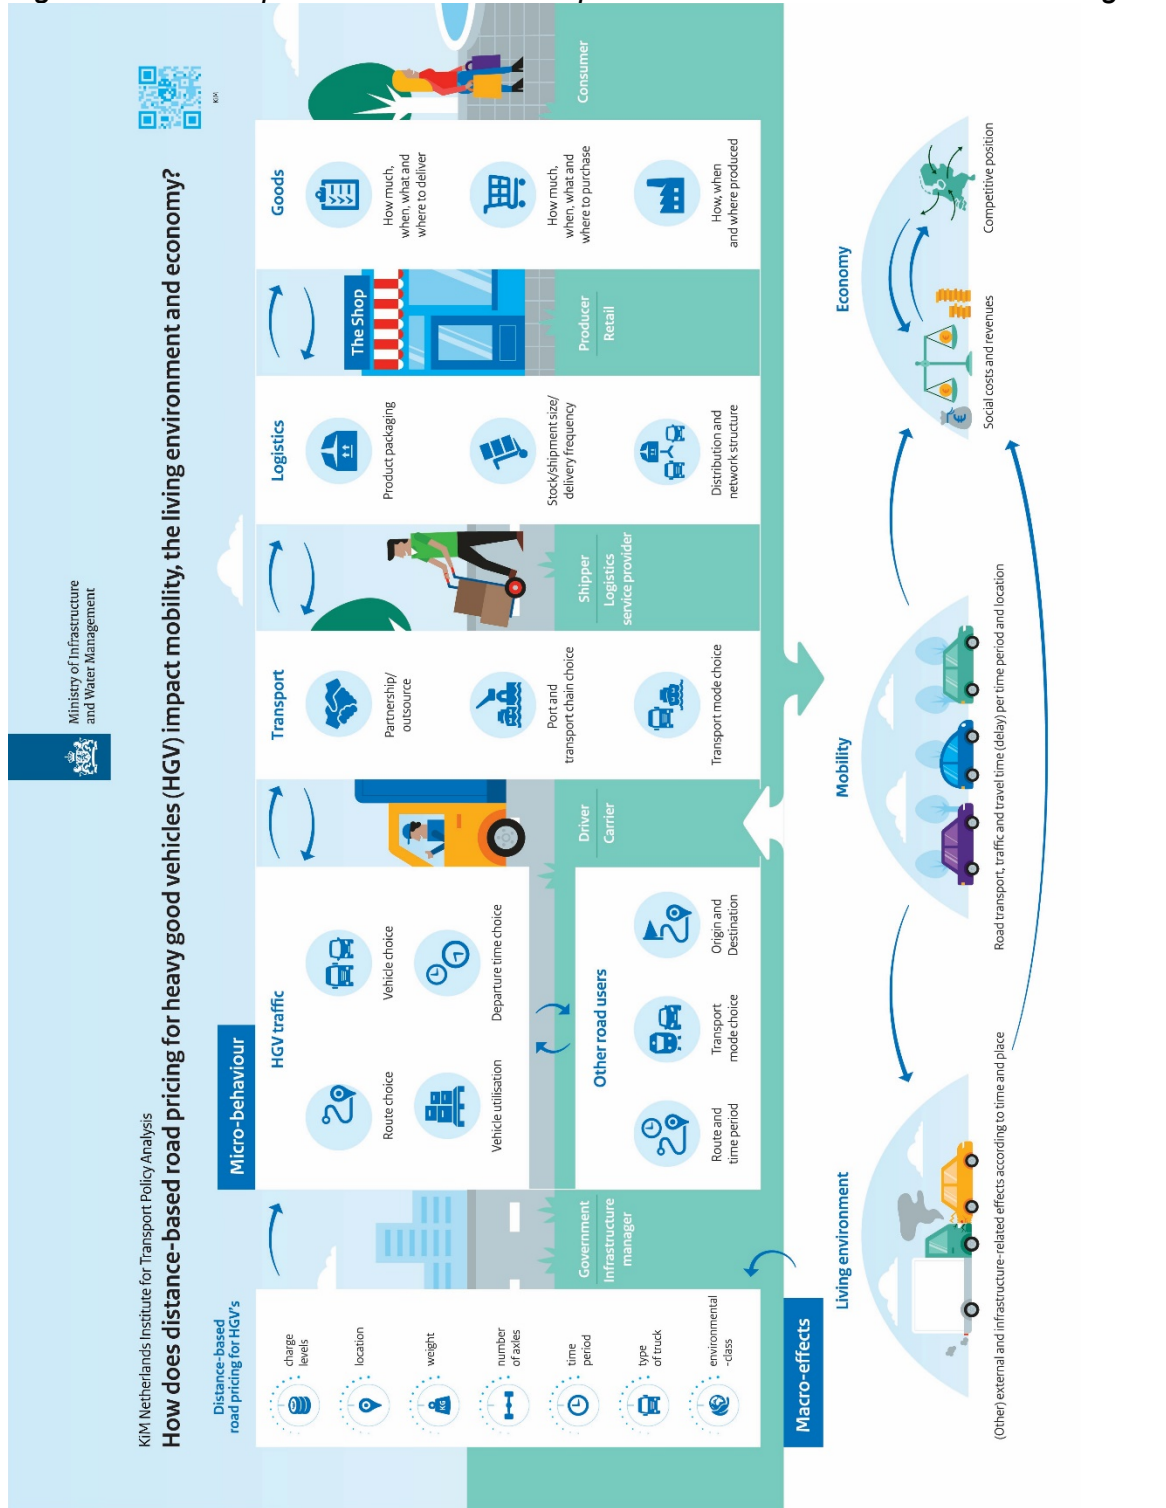 Ministry of Infrastructure
and Water Management
KiM Netherlands Institute for Transport Policy Analysis
How does distance-based road pricing for heavy good vehicles (HGV) impact mobility, the living environment and economy?
KiM
Distance-based
road pricing for HGV's
charge
levels
location
KG
weight
number
of axles
time
period
type
of truck
environmental
-class
Government
Infrastructure
manager
Micro-behaviour
HGV traffic
Route choice
Vehicle choice
Vehicle utilisation
Departure time choice
Other road users
Route and
time period
Transport
mode choice
Origin and
Destination
Driver
Carrier
Transport
Partnership/
outsource
Port and
transport chain choice
Transport mode choice
Shipper
Logistics
service provider
Logistics
Product packaging
Stock/shipment size/
delivery frequency
Distribution and
network structure
The Shop
Producer
Retail
Goods
How much,
when, what and
where to deliver
How much,
when, what and
where to purchase
How, when
and where produced
Consumer
Macro-effects
Living environment
(Other) external and infrastructure-related effects according to time and place
Mobility
Road transport, traffic and travel time (delay) per time period and location
Economy
€
Social costs and revenues
Competitive position